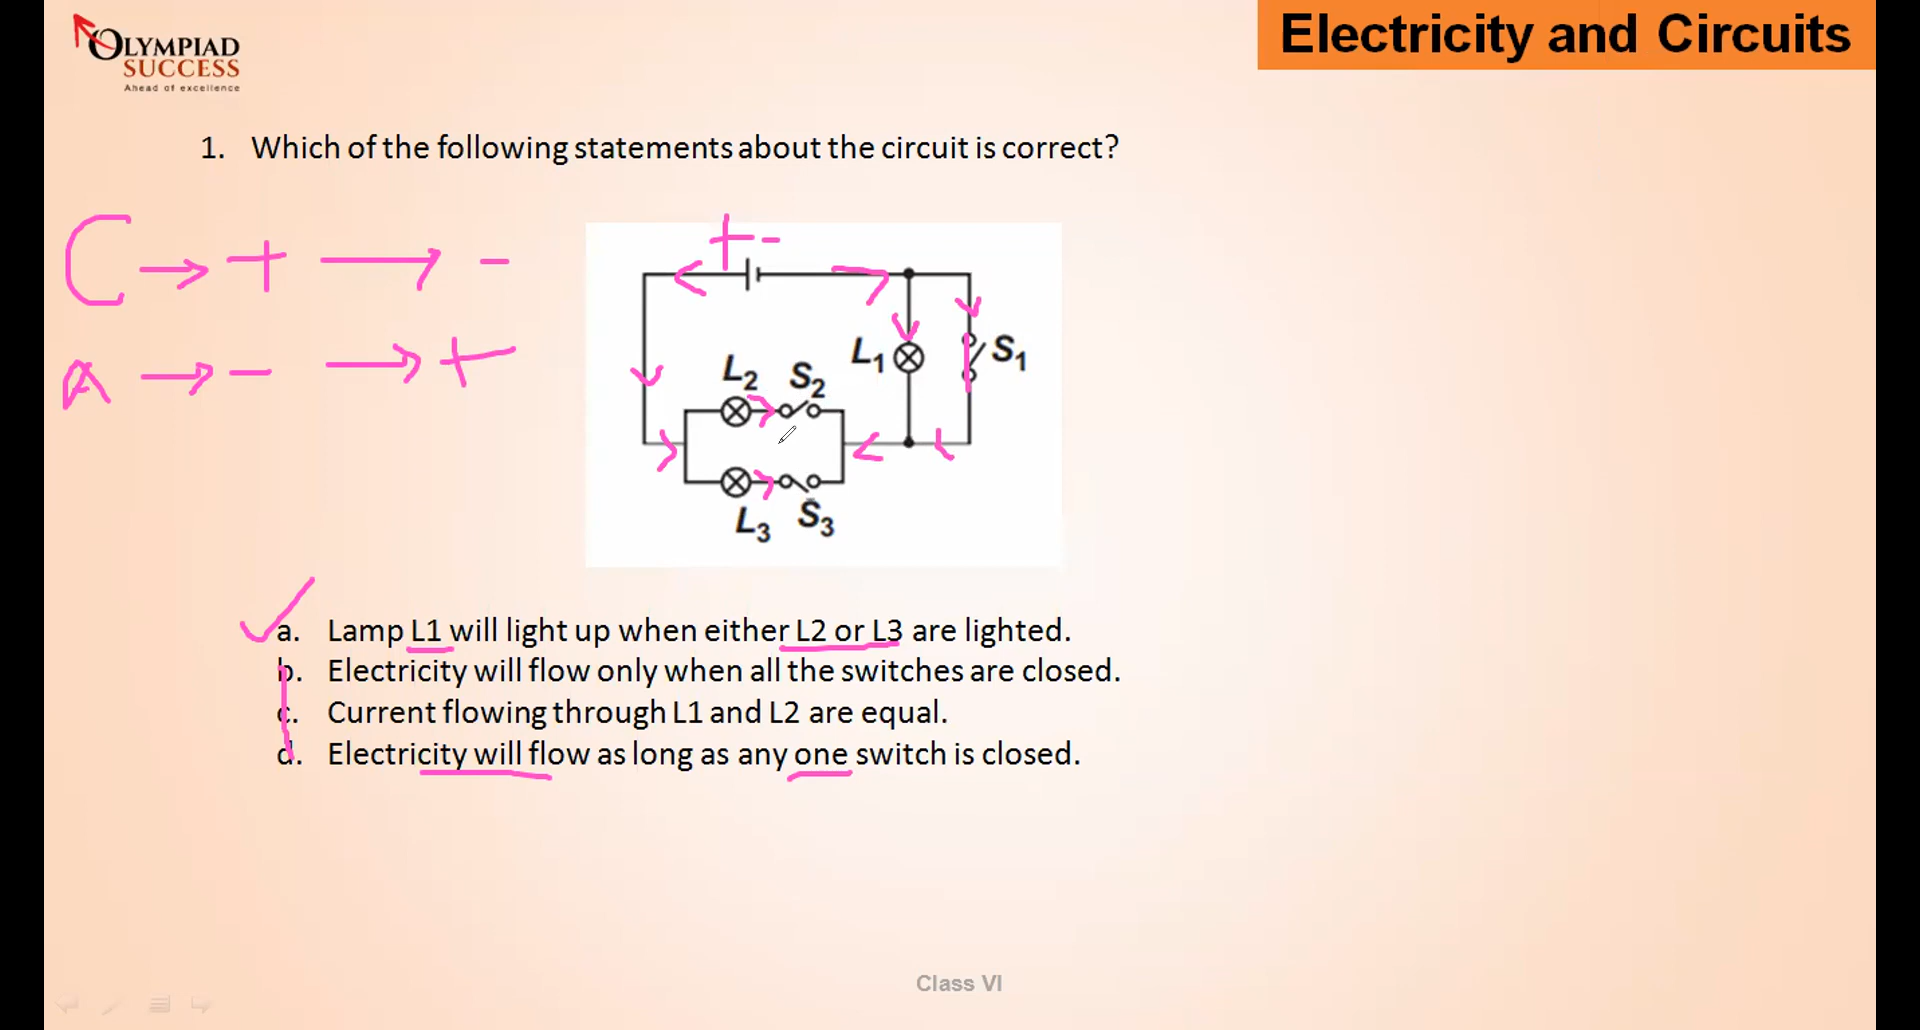 OLYMPIAD
SUCCESS
Ahead of excellence
Electricity and Circuits
1. Which of the following statements about the circuit is correct?
C → + → -
A → - → +
+ -
L1
S1
L2
S2
L3
S3
a. Lamp L1 will light up when either L2 or L3 are lighted.
b. Electricity will flow only when all the switches are closed.
c. Current flowing through L1 and L2 are equal.
d. Electricity will flow as long as any one switch is closed.
Class VI